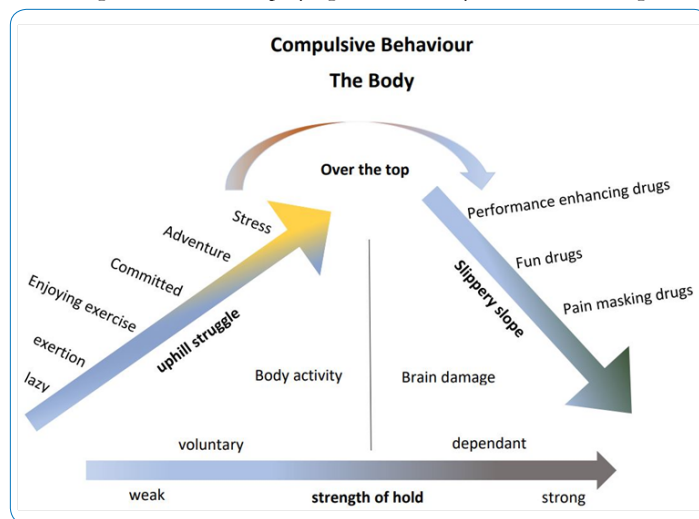 Compulsive Behaviour
The Body
Over the top
Stress
Adventure
Committed
Enjoying exercise
exertion
lazy
uphill struggle
Performance enhancing drugs
Fun drugs
Pain masking drugs
Slippery slope
Body activity
Brain damage
voluntary
dependant
weak
strength of hold
strong